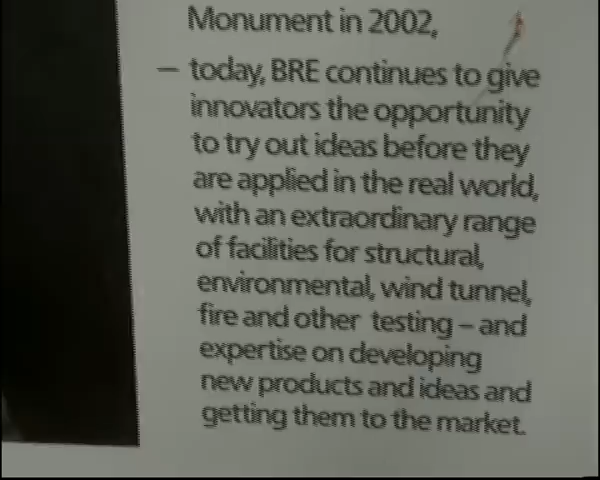 Monument in 2002,
— today, BRE continues to give
innovators the opportunity
to try out ideas before they
are applied in the real world,
with an extraordinary range
of facilities for structural,
environmental, wind tunnel,
fire and other testing – and
expertise on developing
new products and ideas and
getting them to the market.